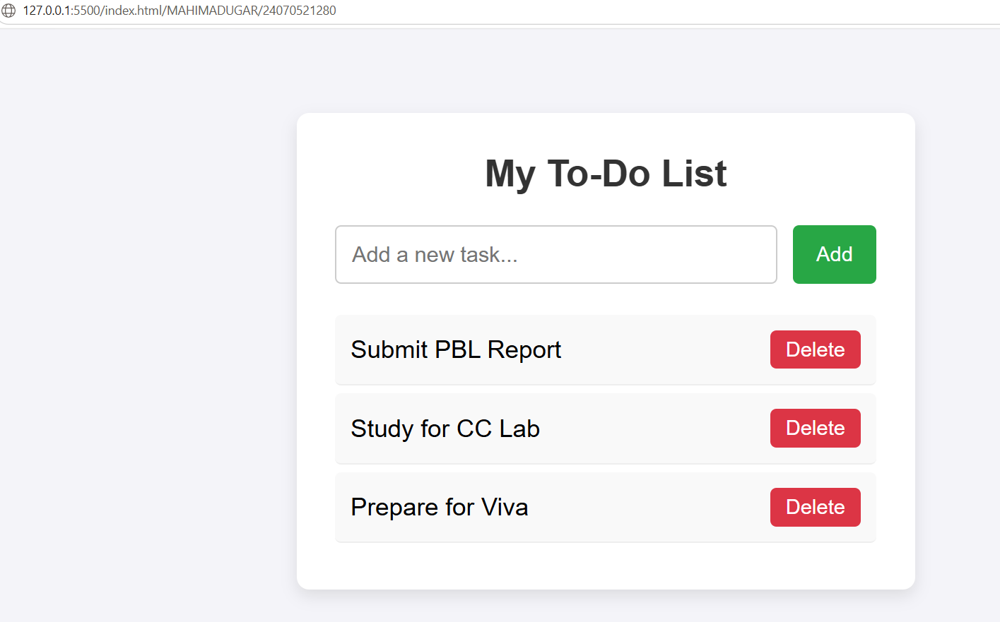 127.0.0.1:5500/index.html/MAHIMADUGAR/24070521280
My To-Do List
Add a new task...
Add
Submit PBL Report
Delete
Study for CC Lab
Delete
Prepare for Viva
Delete